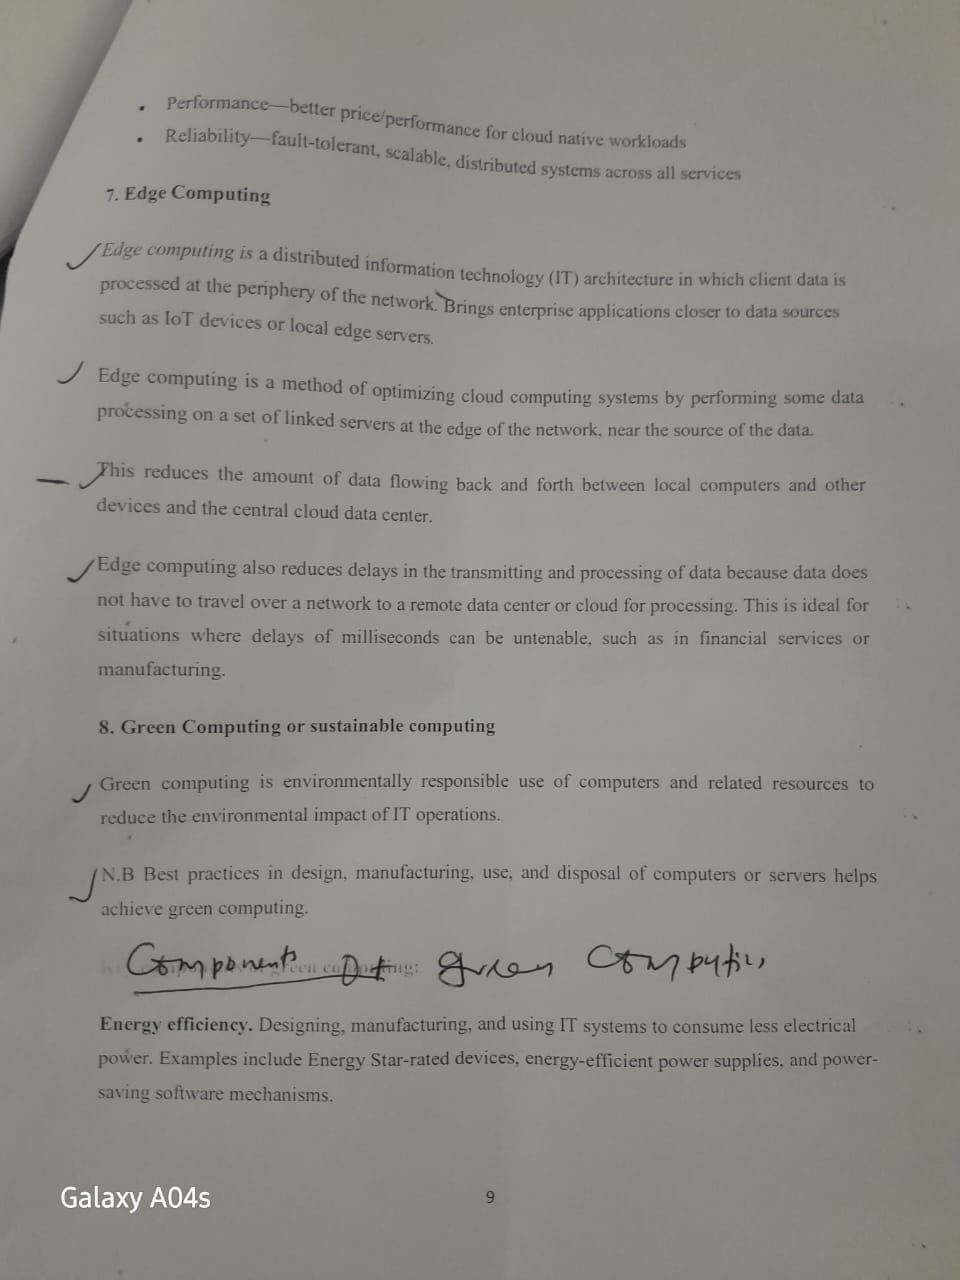 • Performance—better price/performance for cloud native workloads
• Reliability—fault-tolerant, scalable, distributed systems across all services
7. Edge Computing
Edge computing is a distributed information technology (IT) architecture in which client data is
processed at the periphery of the network. Brings enterprise applications closer to data sources
such as IoT devices or local edge servers.
Edge computing is a method of optimizing cloud computing systems by performing some data
processing on a set of linked servers at the edge of the network, near the source of the data.
This reduces the amount of data flowing back and forth between local computers and other
devices and the central cloud data center.
Edge computing also reduces delays in the transmitting and processing of data because data does
not have to travel over a network to a remote data center or cloud for processing. This is ideal for
situations where delays of milliseconds can be untenable, such as in financial services or
manufacturing.
8. Green Computing or sustainable computing
Green computing is environmentally responsible use of computers and related resources to
reduce the environmental impact of IT operations.
N.B Best practices in design, manufacturing, use, and disposal of computers or servers helps
achieve green computing.
Components Of green Computing
Energy efficiency. Designing, manufacturing, and using IT systems to consume less electrical
power. Examples include Energy Star-rated devices, energy-efficient power supplies, and power-
saving software mechanisms.
Galaxy A04s
9